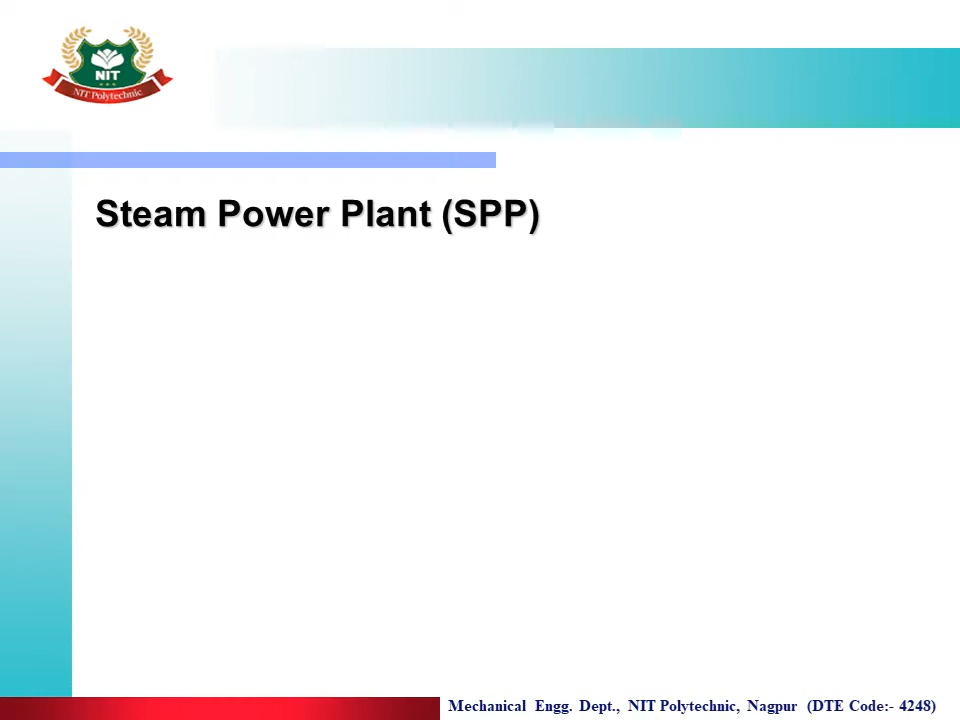 NIT
NIT Polytechnic
Steam Power Plant (SPP)
Mechanical Engg. Dept., NIT Polytechnic, Nagpur (DTE Code:- 4248)